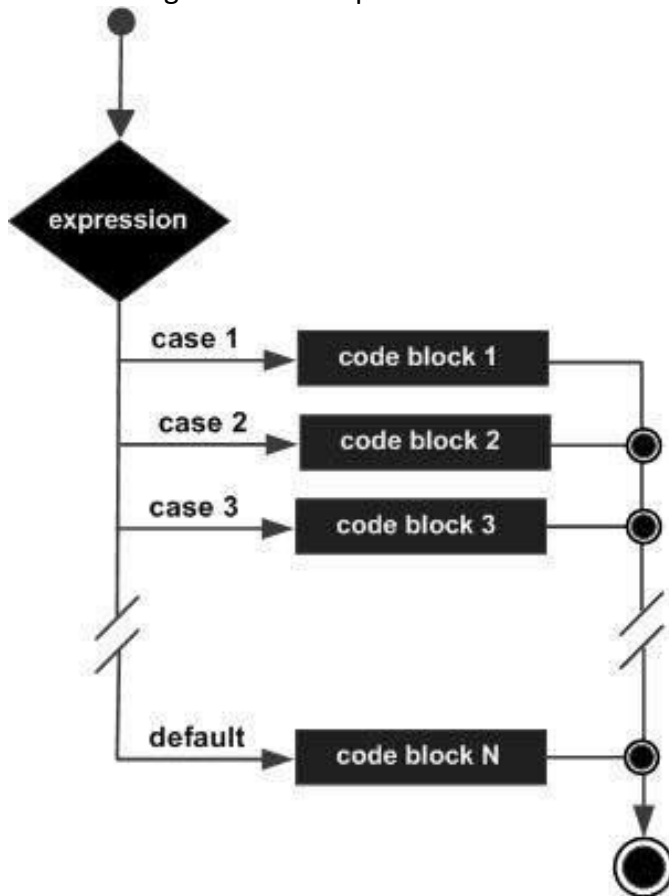 expression
case 1
code block 1
case 2
code block 2
case 3
code block 3
default
code block N